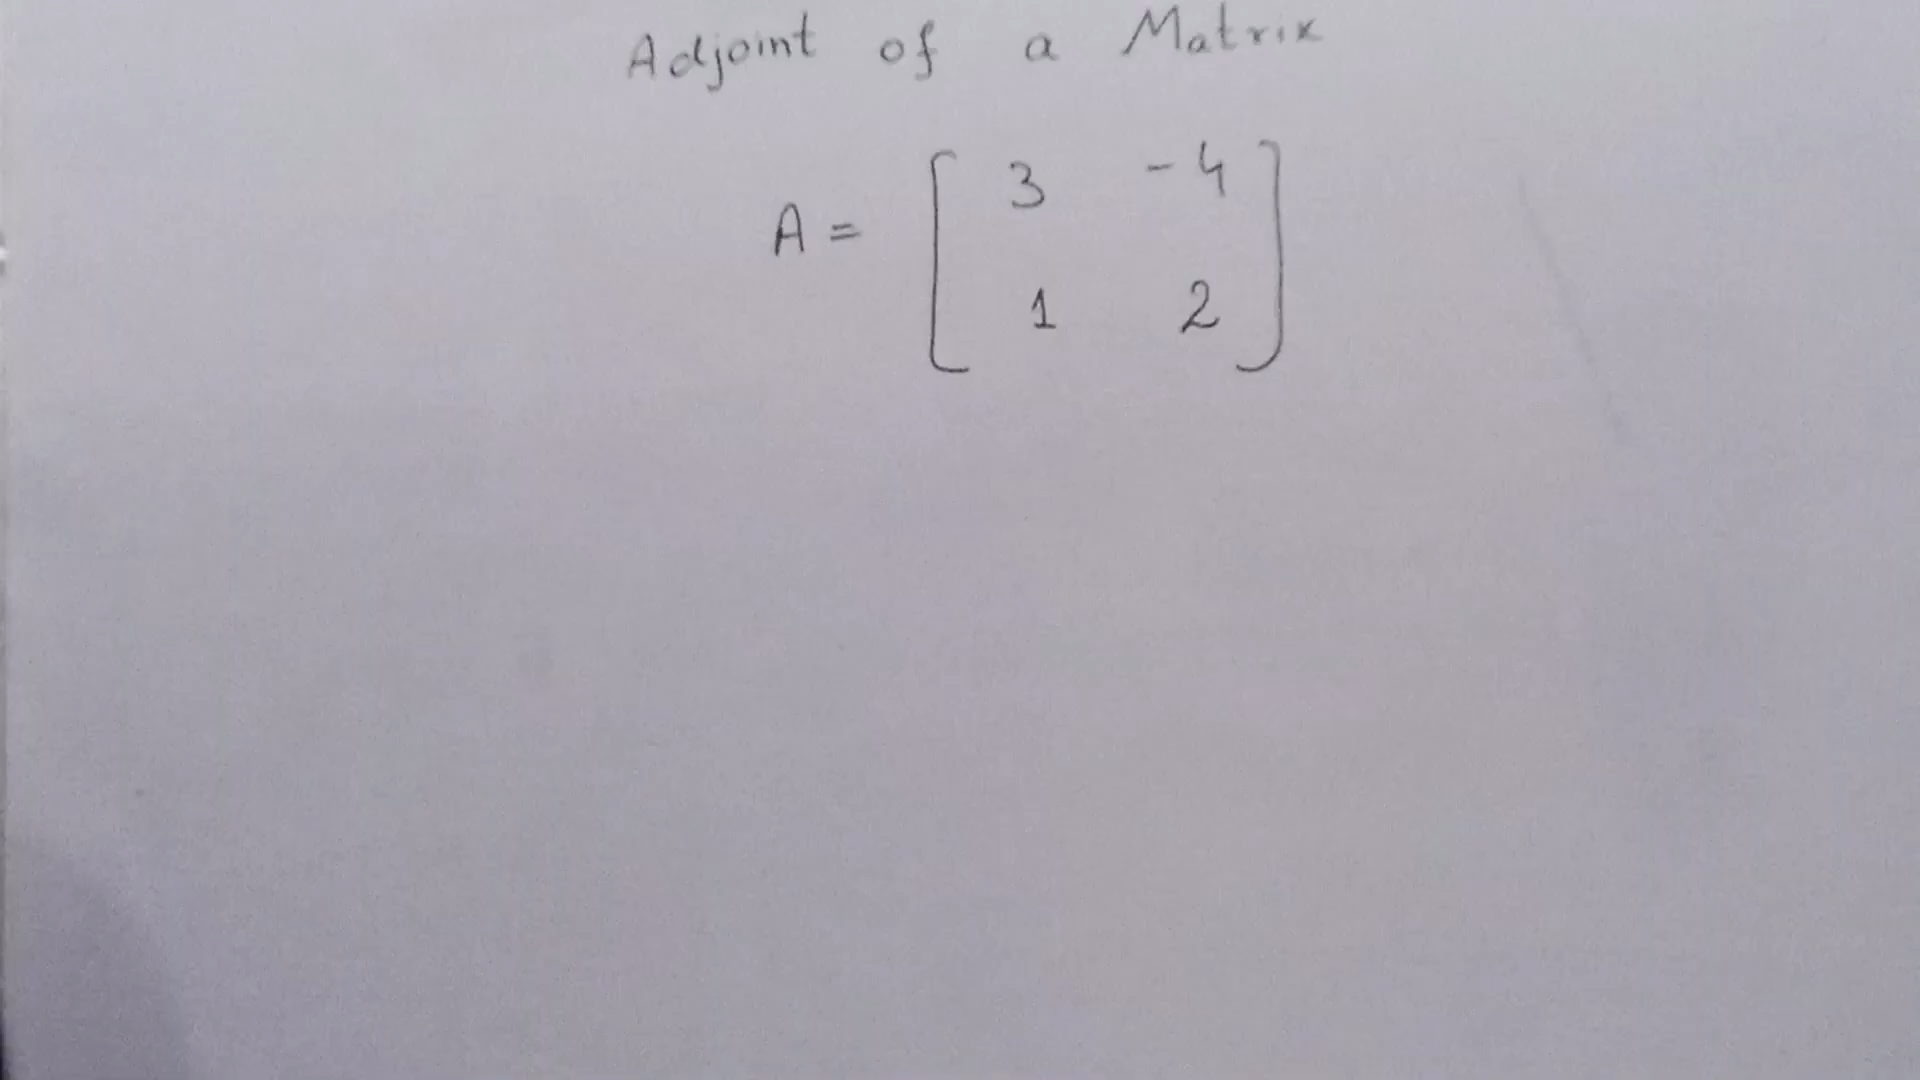 Adjoint of a Matrix
A = [ 3 -4
1 2 ]